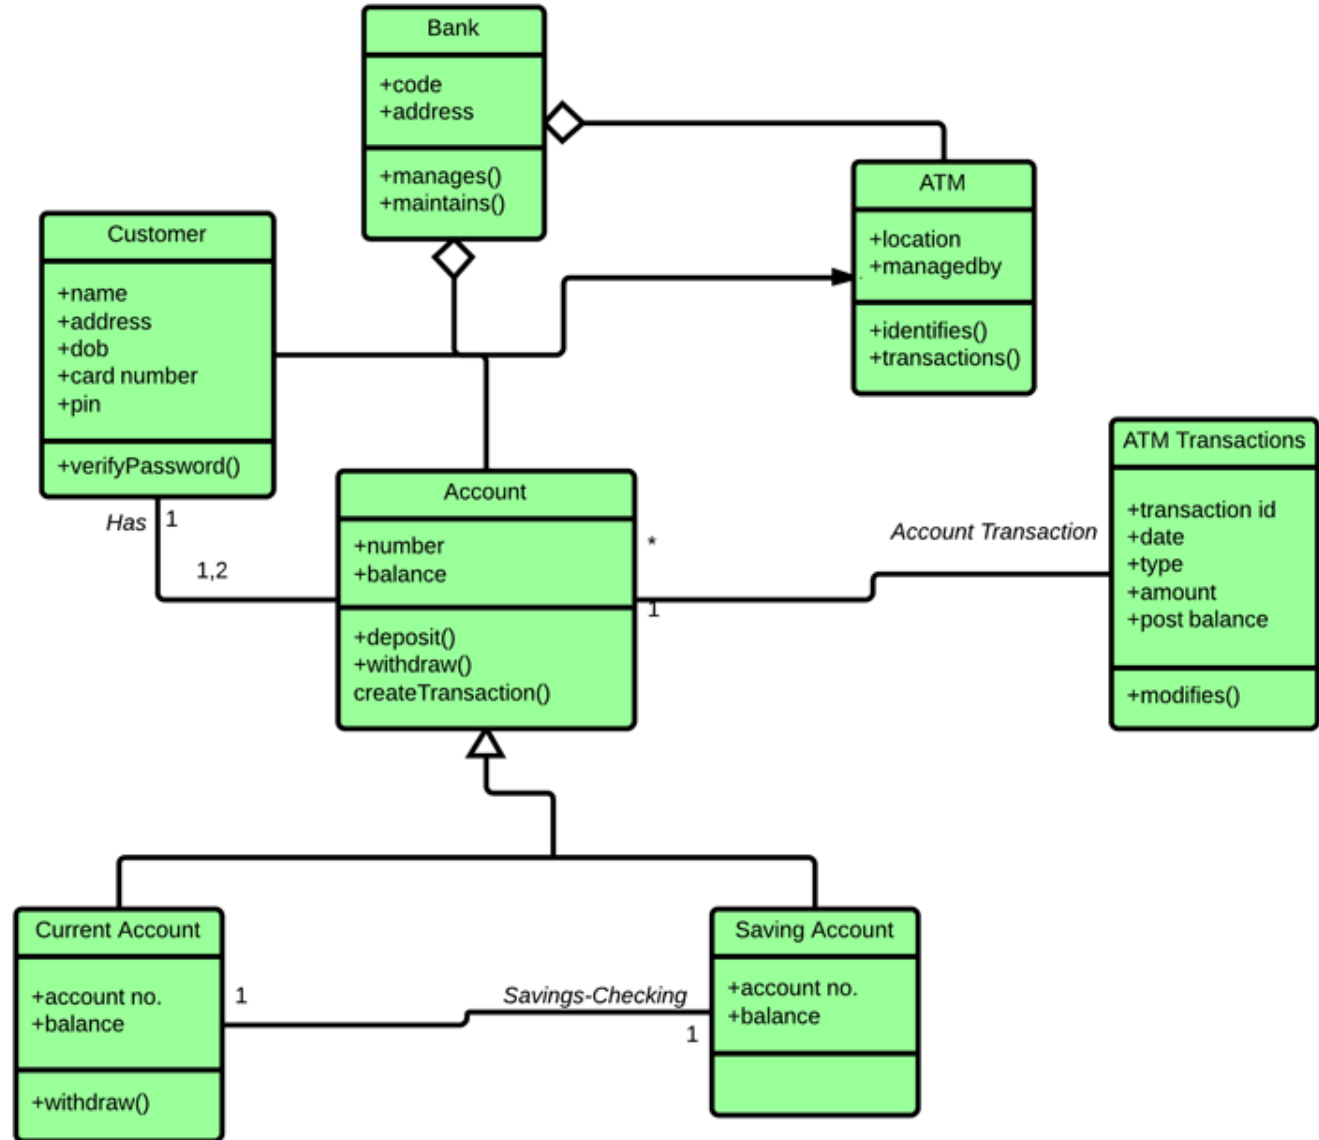 Bank
+code
+address
+manages()
+maintains()
ATM
+location
+managedby
+identifies()
+transactions()
Customer
+name
+address
+dob
+card number
+pin
+verifyPassword()
Has
1
1,2
Account
+number
+balance
+deposit()
+withdraw()
createTransaction()
*
1
Account Transaction
ATM Transactions
+transaction id
+date
+type
+amount
+post balance
+modifies()
Current Account
+account no.
+balance
+withdraw()
1
Savings-Checking
1
Saving Account
+account no.
+balance